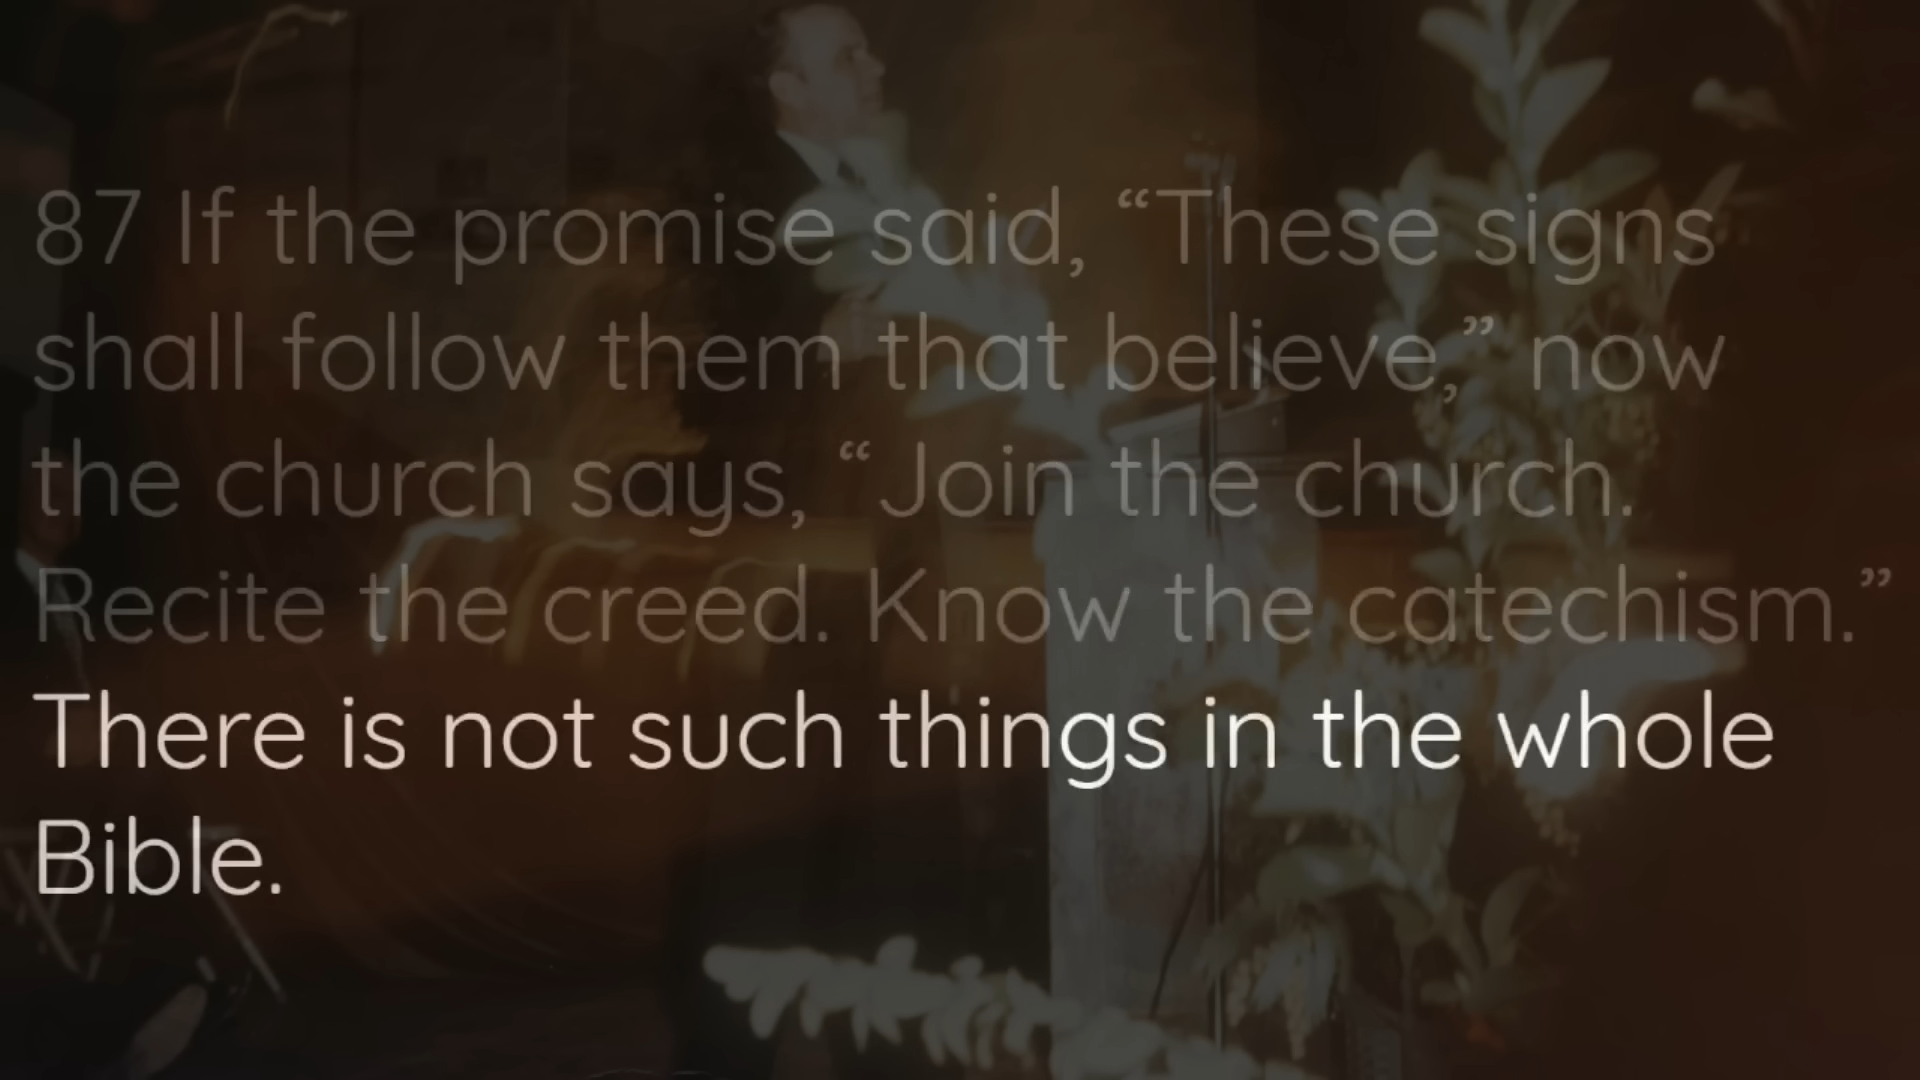 87 If the promise said, “These signs
shall follow them that believe,” now
the church says, “Join the church.
Recite the creed. Know the catechism.”
There is not such things in the whole
Bible.